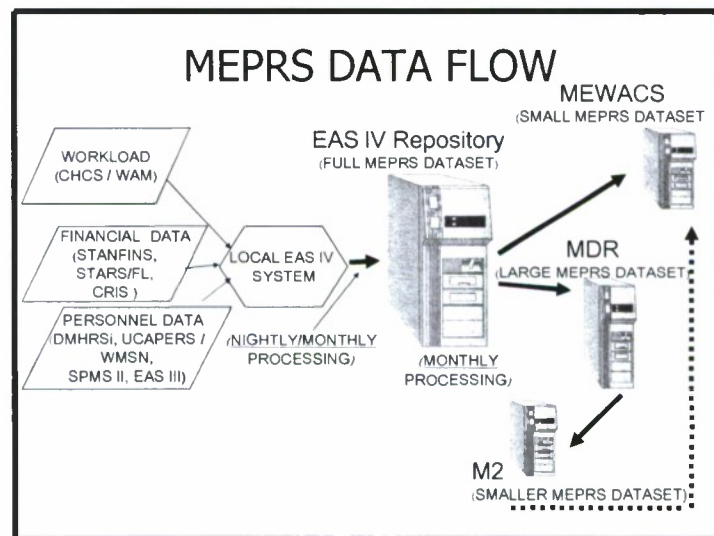 MEPRS DATA FLOW
MEWACS
(SMALL MEPRS DATASET
EAS IV Repository
(FULL MEPRS DATASET)
WORKLOAD
(CHCS / WAM)
FINANCIAL DATA
(STANFINS,
STARS/FL,
CRIS )
LOCAL EAS IV
SYSTEM
MDR
(LARGE MEPRS DATASET)
PERSONNEL DATA
(DMHRSi, UCAPERS /
WMSN,
SPMS II, EAS III)
(NIGHTLY/MONTHLY
PROCESSING)
(MONTHLY
PROCESSING)
M2
(SMALLER MEPRS DATASET)